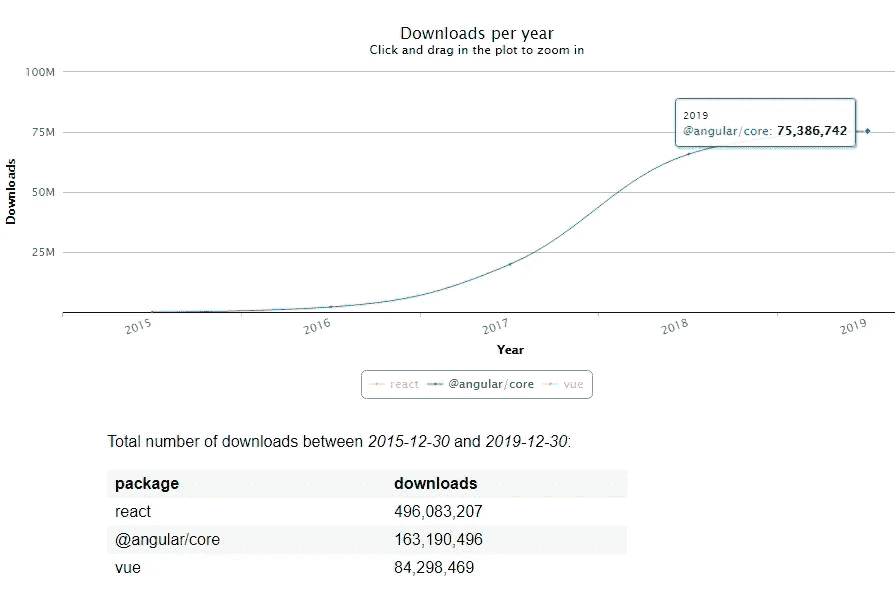 Downloads per year
Click and drag in the plot to zoom in
100M
75M
50M
25M
Downloads
2019
@angular/core: 75,386,742
2015
2016
2017
2018
2019
Year
react @angular/core vue
Total number of downloads between 2015-12-30 and 2019-12-30:
package downloads
react 496,083,207
@angular/core 163,190,496
vue 84,298,469